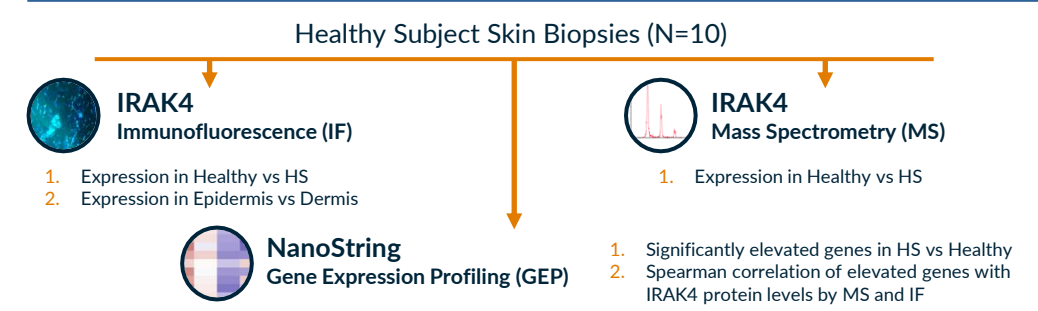 Healthy Subject Skin Biopsies (N=10)
IRAK4
Immunofluorescence (IF)
1. Expression in Healthy vs HS
2. Expression in Epidermis vs Dermis
IRAK4
Mass Spectrometry (MS)
1. Expression in Healthy vs HS
NanoString
Gene Expression Profiling (GEP)
1. Significantly elevated genes in HS vs Healthy
2. Spearman correlation of elevated genes with
IRAK4 protein levels by MS and IF